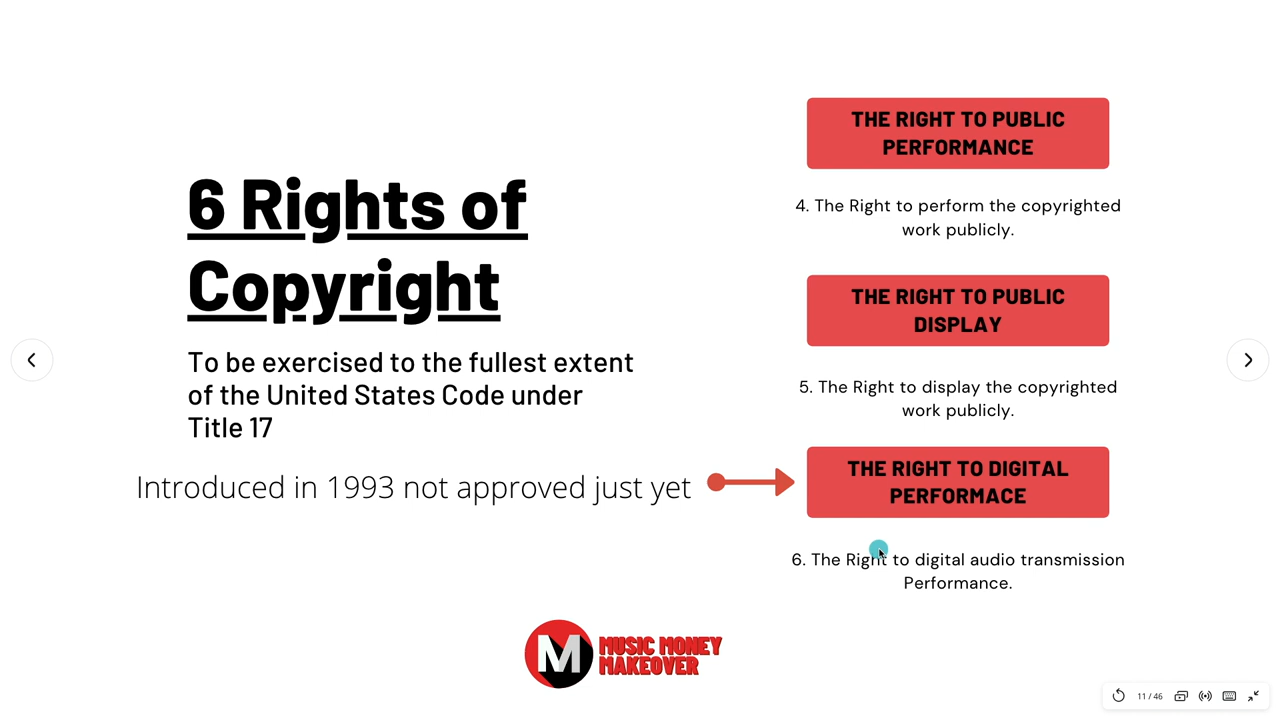 6 Rights of
Copyright
To be exercised to the fullest extent
of the United States Code under
Title 17
Introduced in 1993 not approved just yet
THE RIGHT TO PUBLIC
PERFORMANCE
4. The Right to perform the copyrighted
work publicly.
THE RIGHT TO PUBLIC
DISPLAY
5. The Right to display the copyrighted
work publicly.
THE RIGHT TO DIGITAL
PERFORMACE
6. The Right to digital audio transmission
Performance.
M
MUSIC MONEY
MAKEOVER
11 / 46